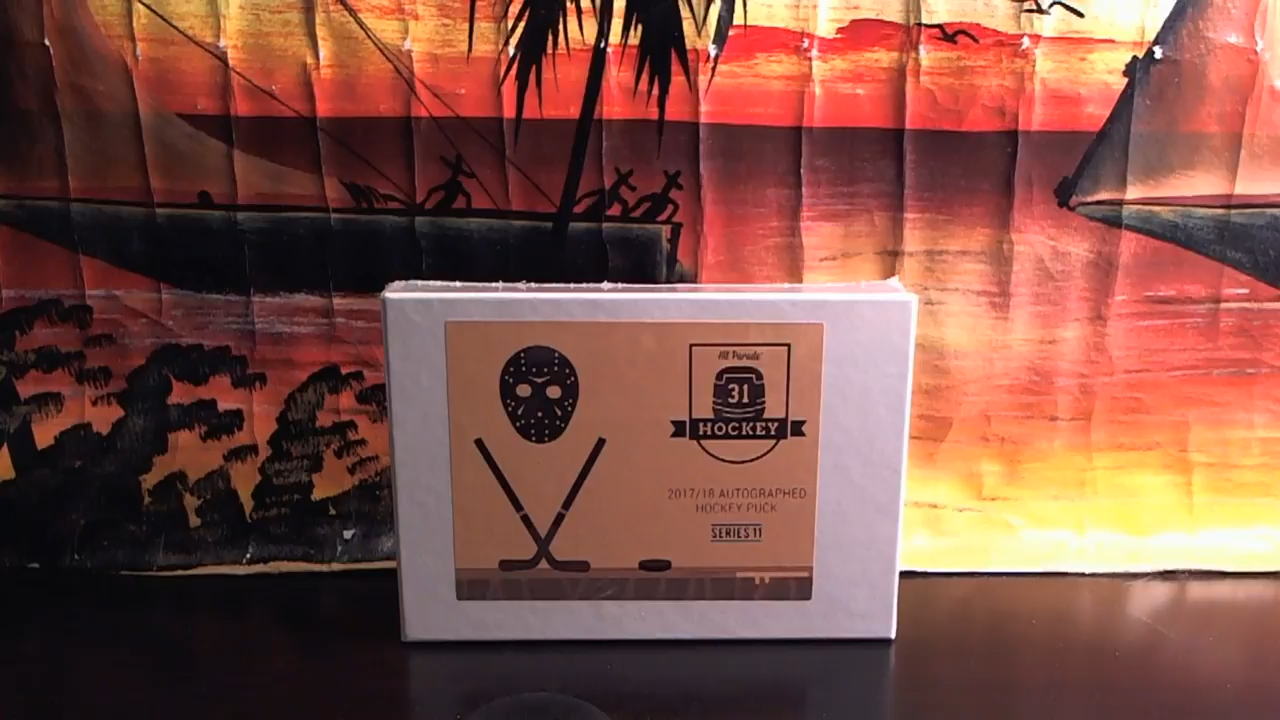 Hit Parade
31
HOCKEY
2017/18 AUTOGRAPHED
HOCKEY PUCK
SERIES 11